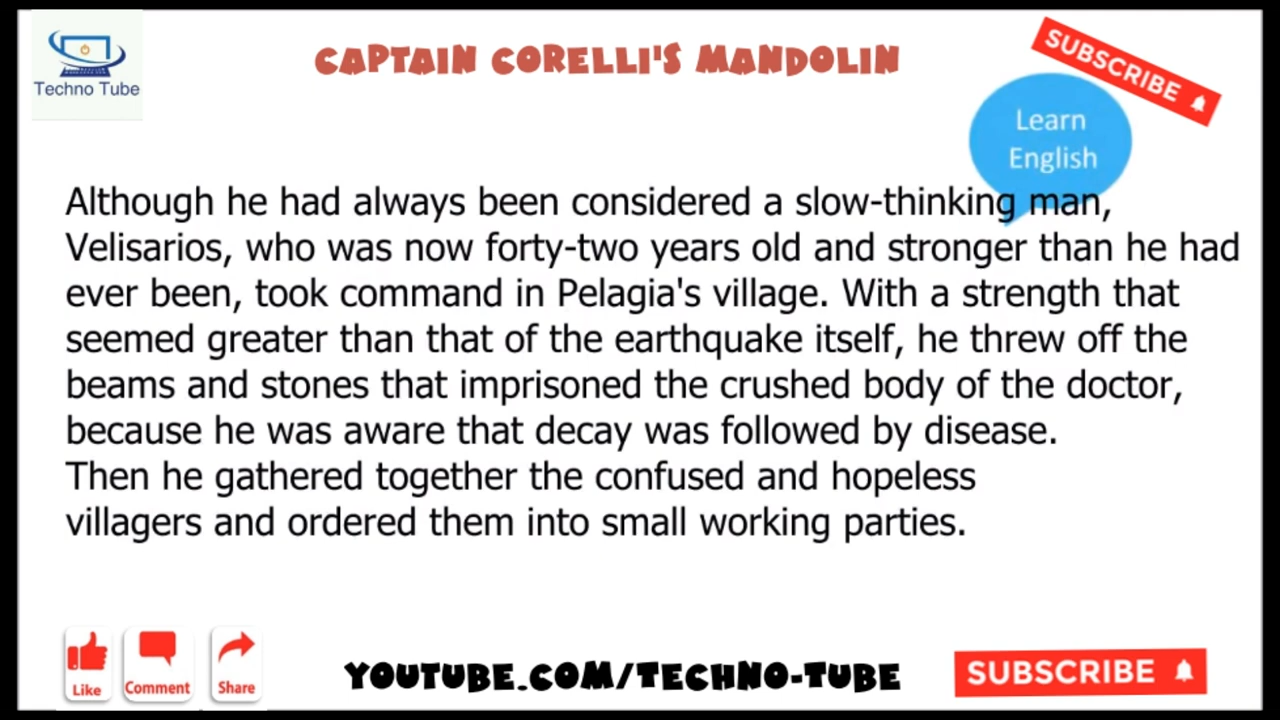 Techno Tube
CAPTAIN CORELLI'S MANDOLIN
SUBSCRIBE
Learn
English
Although he had always been considered a slow-thinking man,
Velisarios, who was now forty-two years old and stronger than he had
ever been, took command in Pelagia's village. With a strength that
seemed greater than that of the earthquake itself, he threw off the
beams and stones that imprisoned the crushed body of the doctor,
because he was aware that decay was followed by disease.
Then he gathered together the confused and hopeless
villagers and ordered them into small working parties.
Like
Comment
Share
YOUTUBE.COM/TECHNO-TUBE
SUBSCRIBE